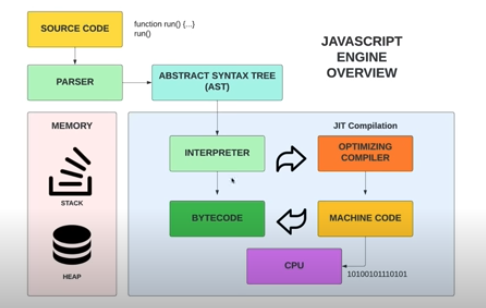 SOURCE CODE
function run() {...}
run()
JAVASCRIPT
ENGINE
OVERVIEW
PARSER
ABSTRACT SYNTAX TREE
(AST)
MEMORY
STACK
HEAP
JIT Compilation
INTERPRETER
OPTIMIZING
COMPILER
BYTECODE
MACHINE CODE
CPU
10100101110101